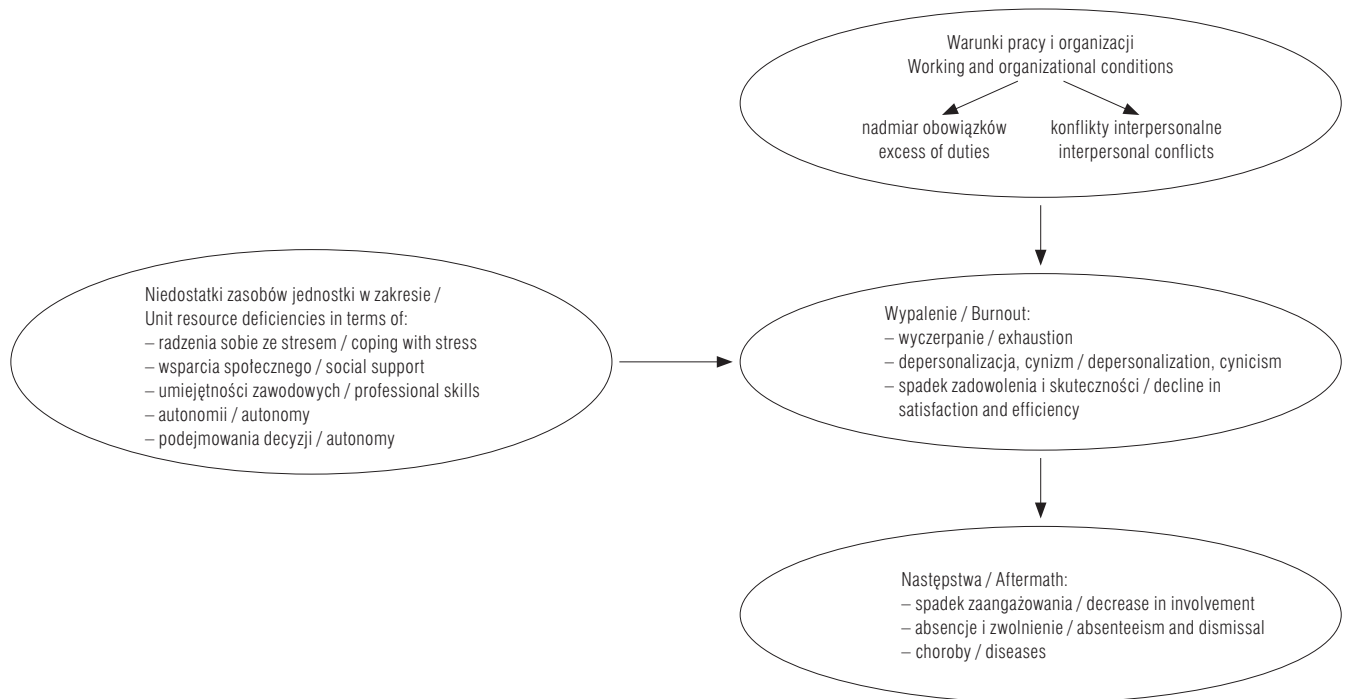 Warunki pracy i organizacji
Working and organizational conditions
nadmiar obowiązków
excess of duties
konflikty interpersonalne
interpersonal conflicts
Niedostatki zasobów jednostki w zakresie /
Unit resource deficiencies in terms of:
– radzenia sobie ze stresem / coping with stress
– wsparcia społecznego / social support
– umiejętności zawodowych / professional skills
– autonomii / autonomy
– podejmowania decyzji / autonomy
Wypalenie / Burnout:
– wyczerpanie / exhaustion
– depersonalizacja, cynizm / depersonalization, cynicism
– spadek zadowolenia i skuteczności / decline in
satisfaction and efficiency
Następstwa / Aftermath:
– spadek zaangażowania / decrease in involvement
– absencje i zwolnienie / absenteeism and dismissal
– choroby / diseases